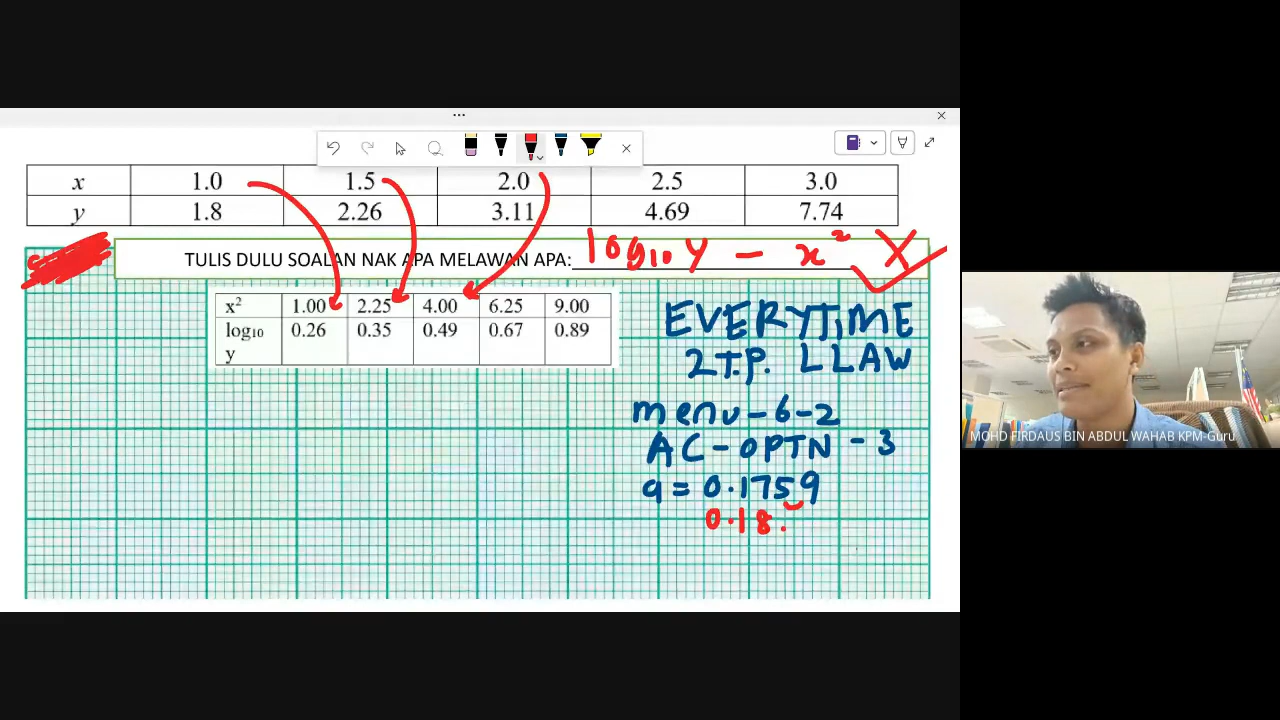 x 1.0 1.5 2.0 2.5 3.0
y 1.8 2.26 3.11 4.69 7.74
TULIS DULU SOALAN NAK APA MELAWAN APA: log₁₀ y – x²
x² 1.00 2.25 4.00 6.25 9.00
log₁₀ 0.26 0.35 0.49 0.67 0.89
y
EVERYTIME
2 T.P. LLAW
menu - 6 - 2
AC - OPTN - 3
a = 0.1759
0.18.
MOHD FIRDAUS BIN ABDUL WAHAB KPM-Guru